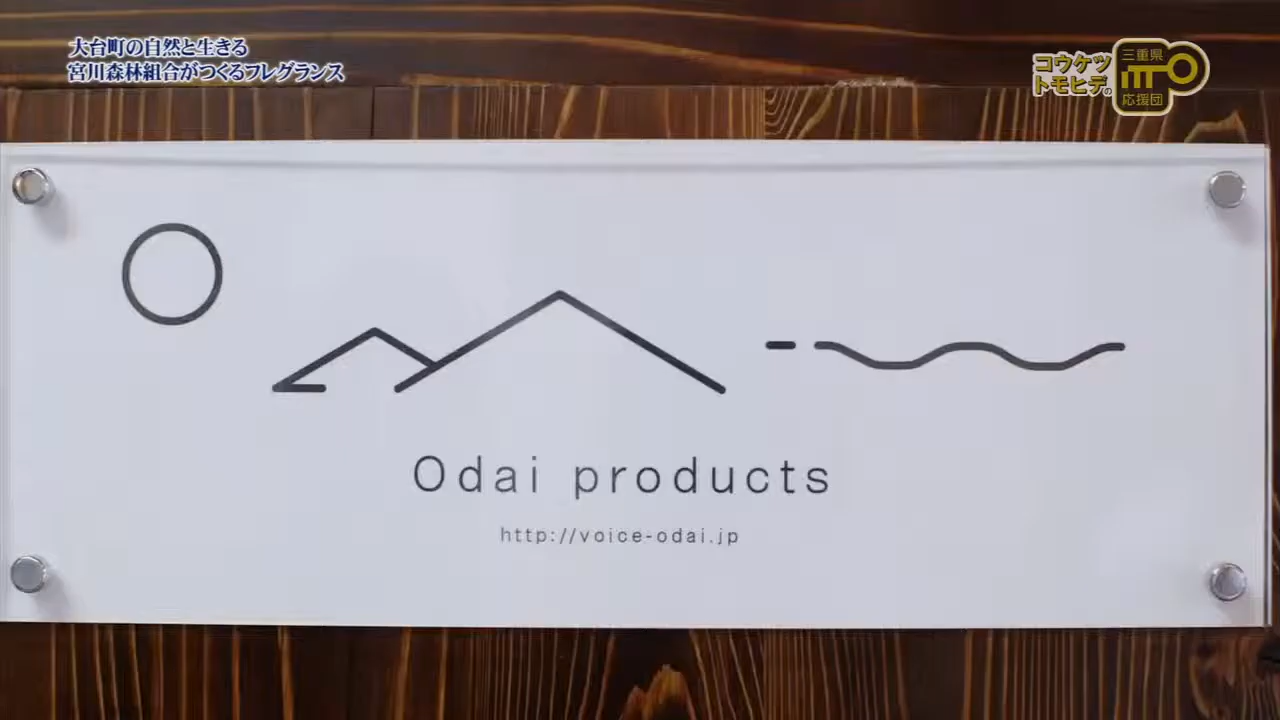 大台町の自然と生きる
宮川森林組合がつくるフレグランス
コウケツ
トモヒデの
三重県
応援団
Odai products
http://voice-odai.jp